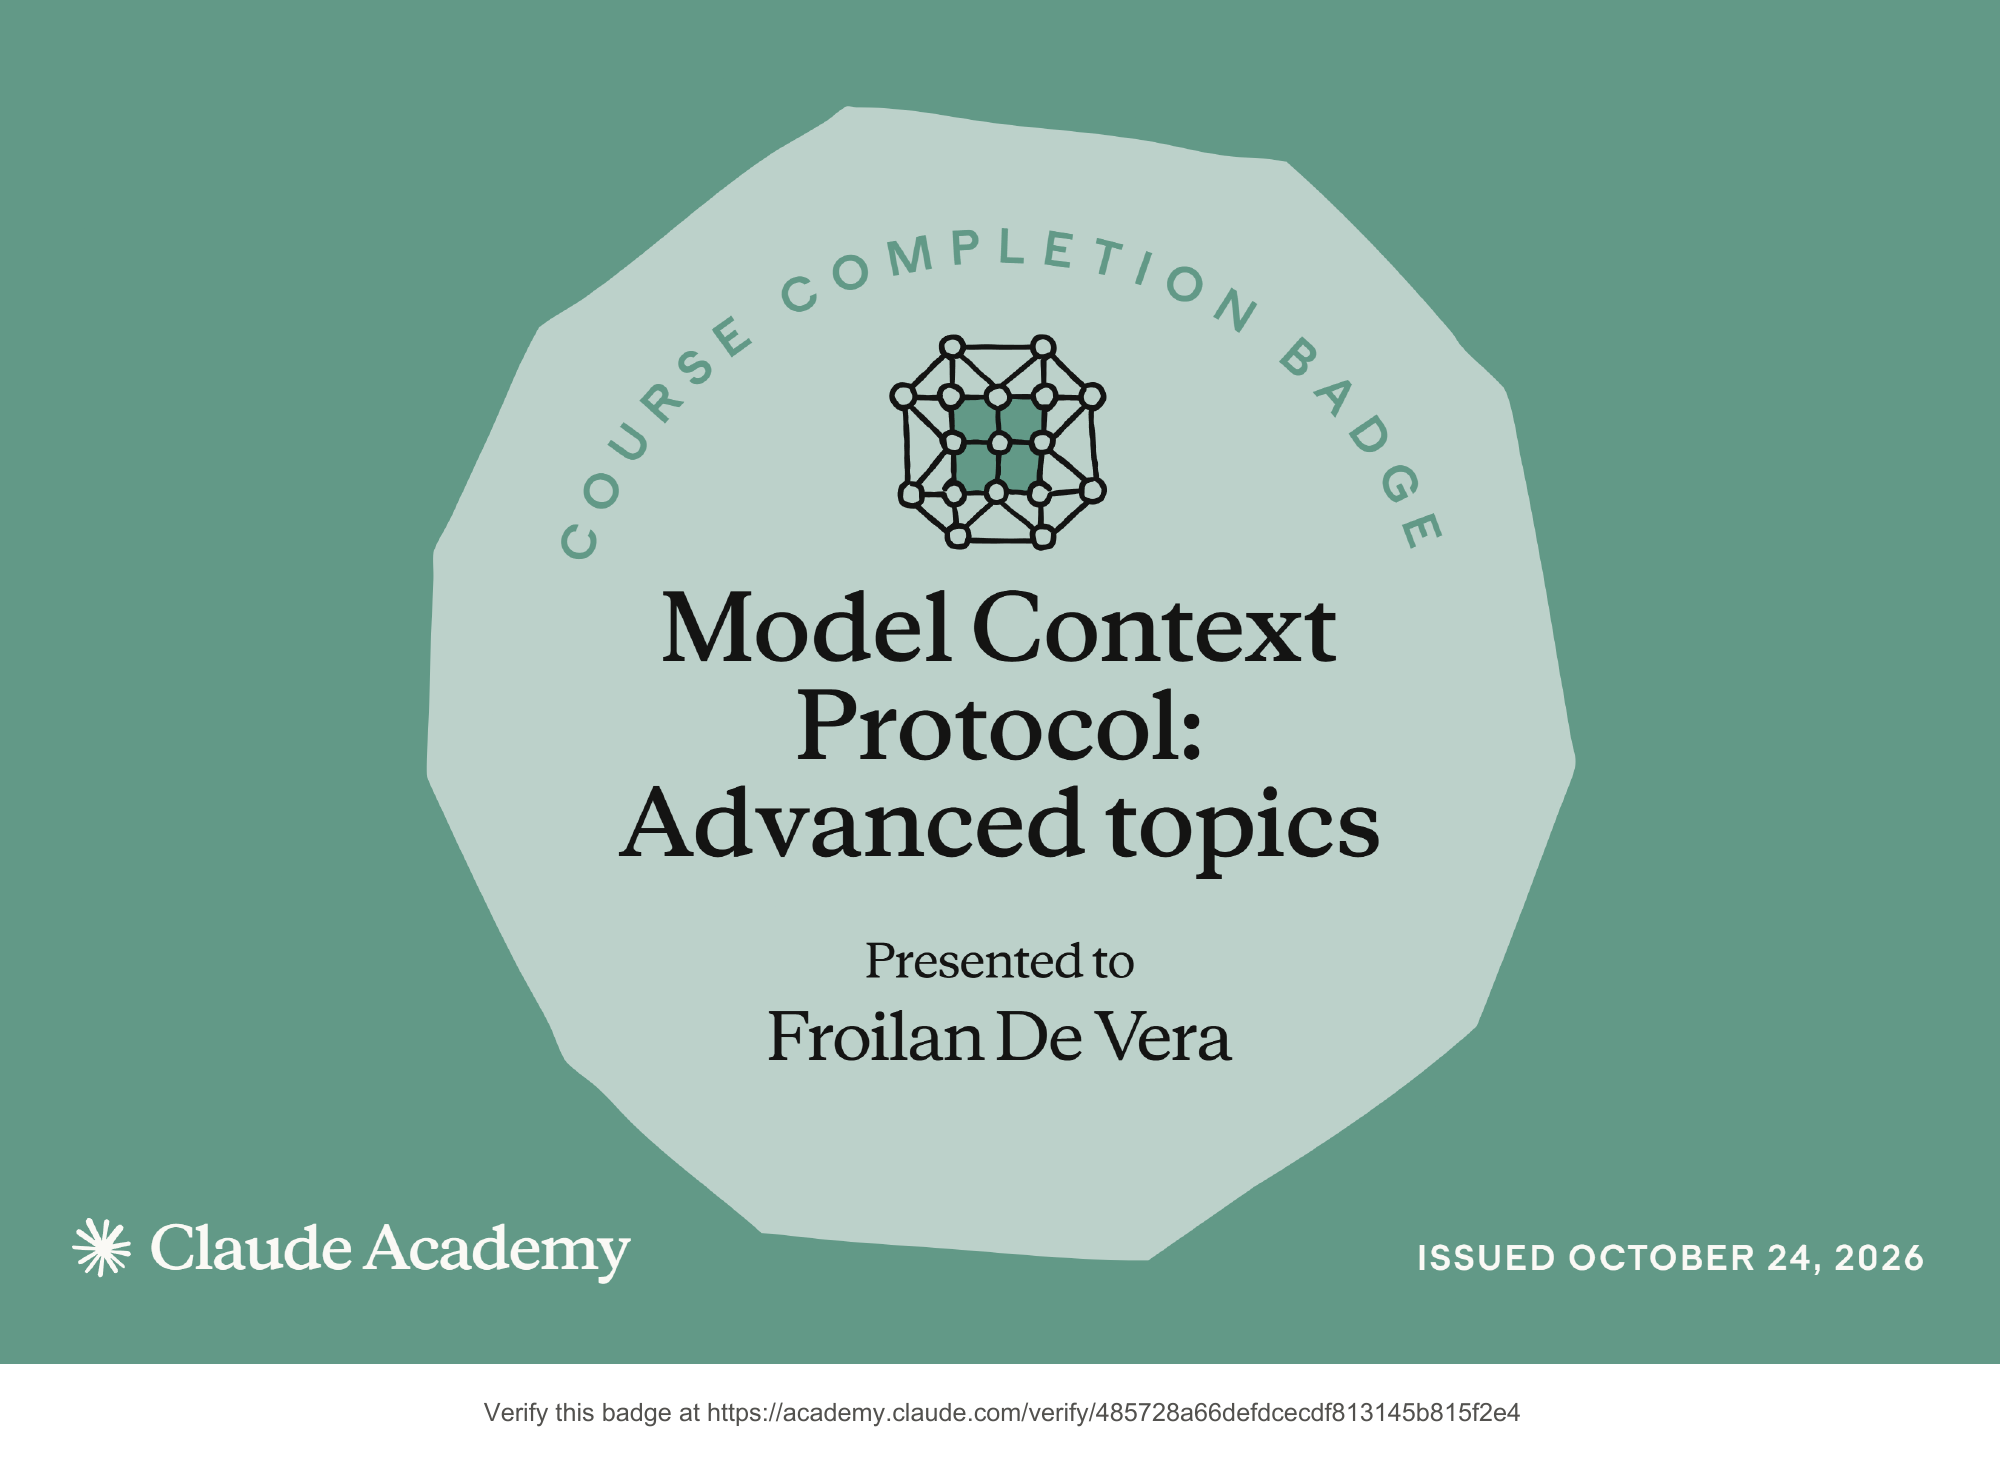 COURSE COMPLETION BADGE
Model Context
Protocol:
Advanced topics
Presented to
Froilan De Vera
Claude Academy
ISSUED OCTOBER 24, 2026
Verify this badge at https://academy.claude.com/verify/485728a66defdcecdf813145b815f2e4